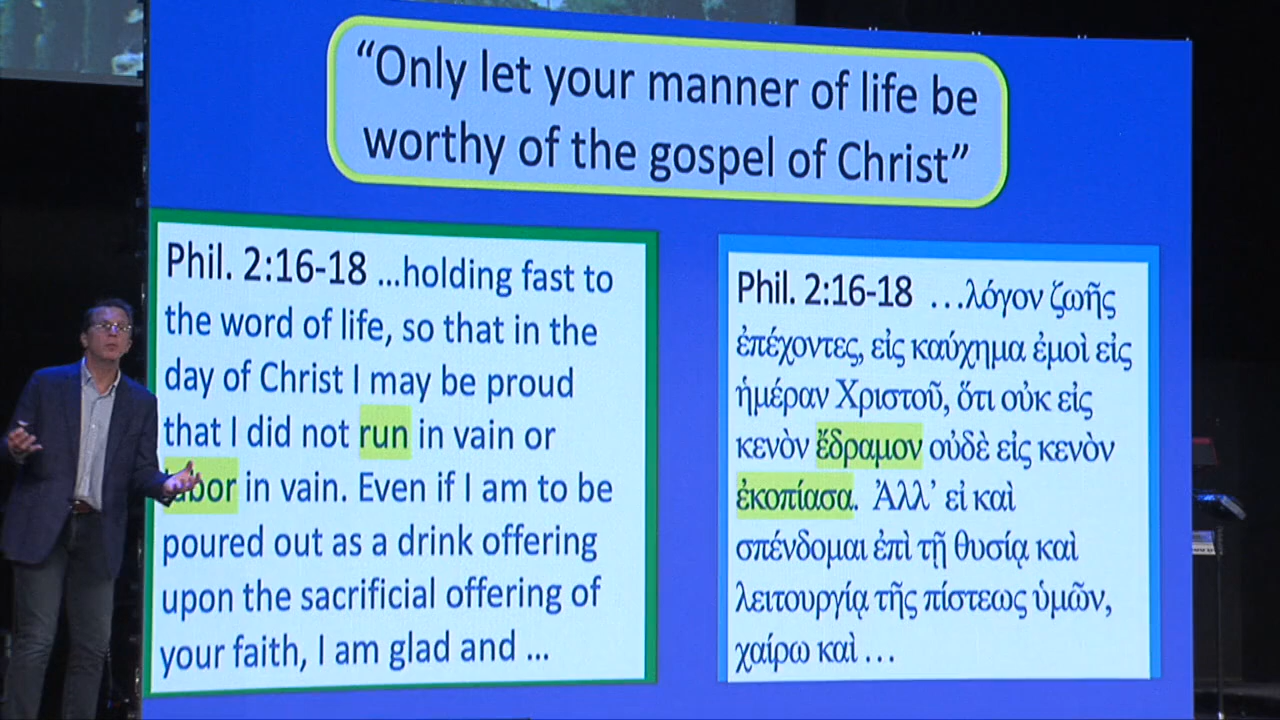 “Only let your manner of life be
worthy of the gospel of Christ”
Phil. 2:16-18 ...holding fast to
the word of life, so that in the
day of Christ I may be proud
that I did not run in vain or
labor in vain. Even if I am to be
poured out as a drink offering
upon the sacrificial offering of
your faith, I am glad and ...
Phil. 2:16-18 ...λόγον ζωῆς
ἐπέχοντες, εἰς καύχημα ἐμοὶ εἰς
ἡμέραν Χριστοῦ, ὅτι οὐκ εἰς
κενὸν ἔδραμον οὐδὲ εἰς κενὸν
ἐκοπίασα. Ἀλλ’ εἰ καὶ
σπένδομαι ἐπὶ τῇ θυσίᾳ καὶ
λειτουργίᾳ τῆς πίστεως ὑμῶν,
χαίρω καὶ ...